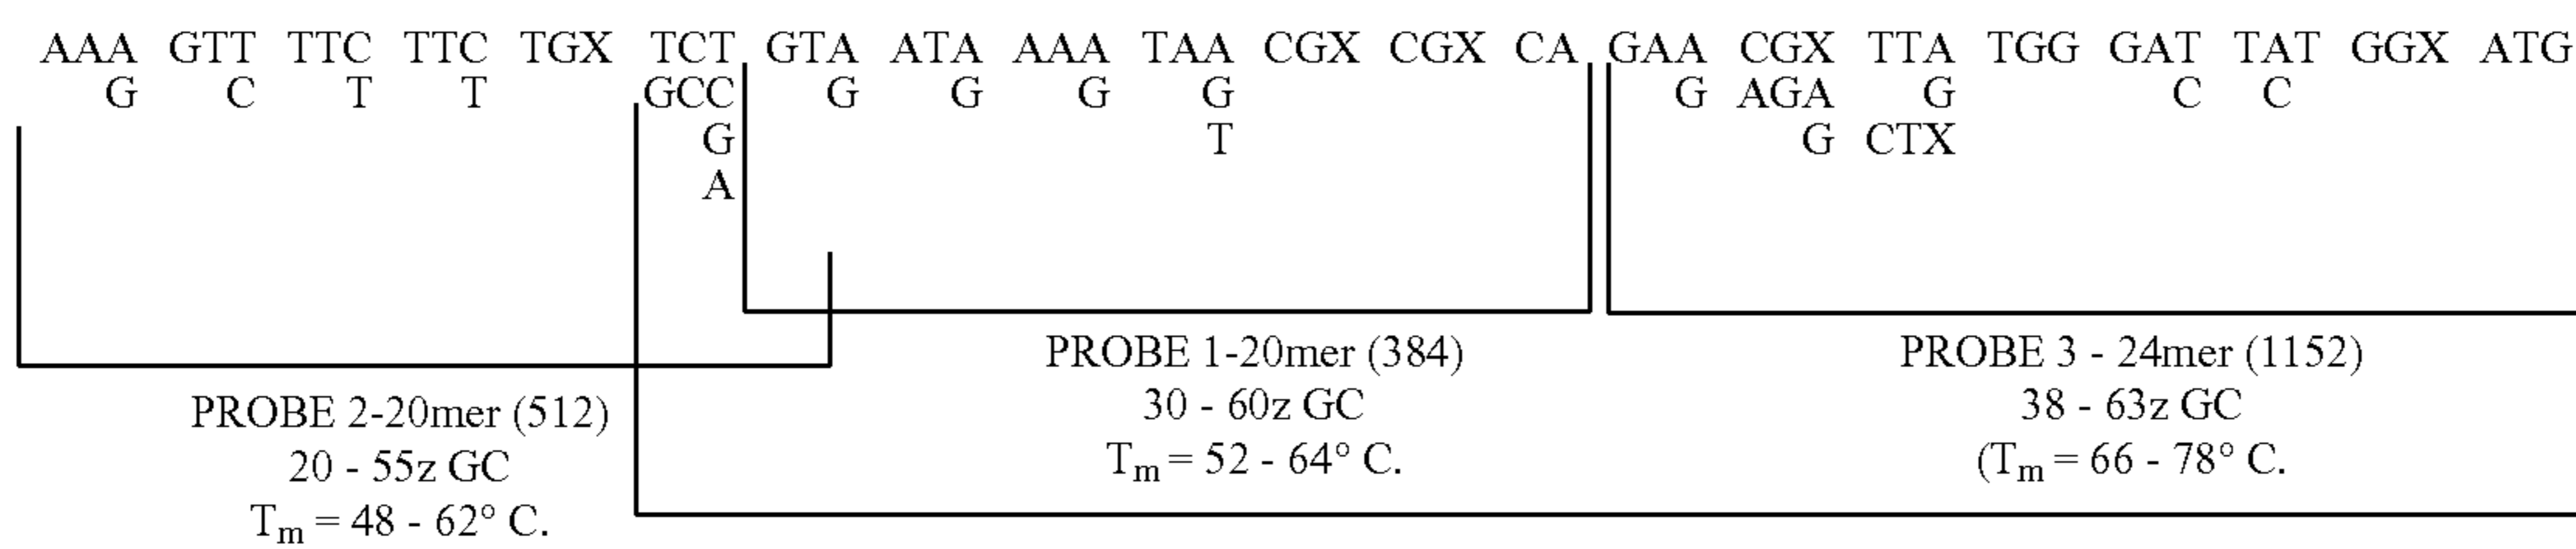 AAA GTT TTC TTC TGX TCT GTA ATA AAA TAA CGX CGX CA GAA CGX TTA TGG GAT TAT GGX ATG
G C T T GCC G G G G G AGA G C C
G T G CTX
A
PROBE 1-20mer (384)
30 - 60z GC
Tm = 52 - 64° C.
PROBE 3 - 24mer (1152)
38 - 63z GC
(Tm = 66 - 78° C.
PROBE 2-20mer (512)
20 - 55z GC
Tm = 48 - 62° C.